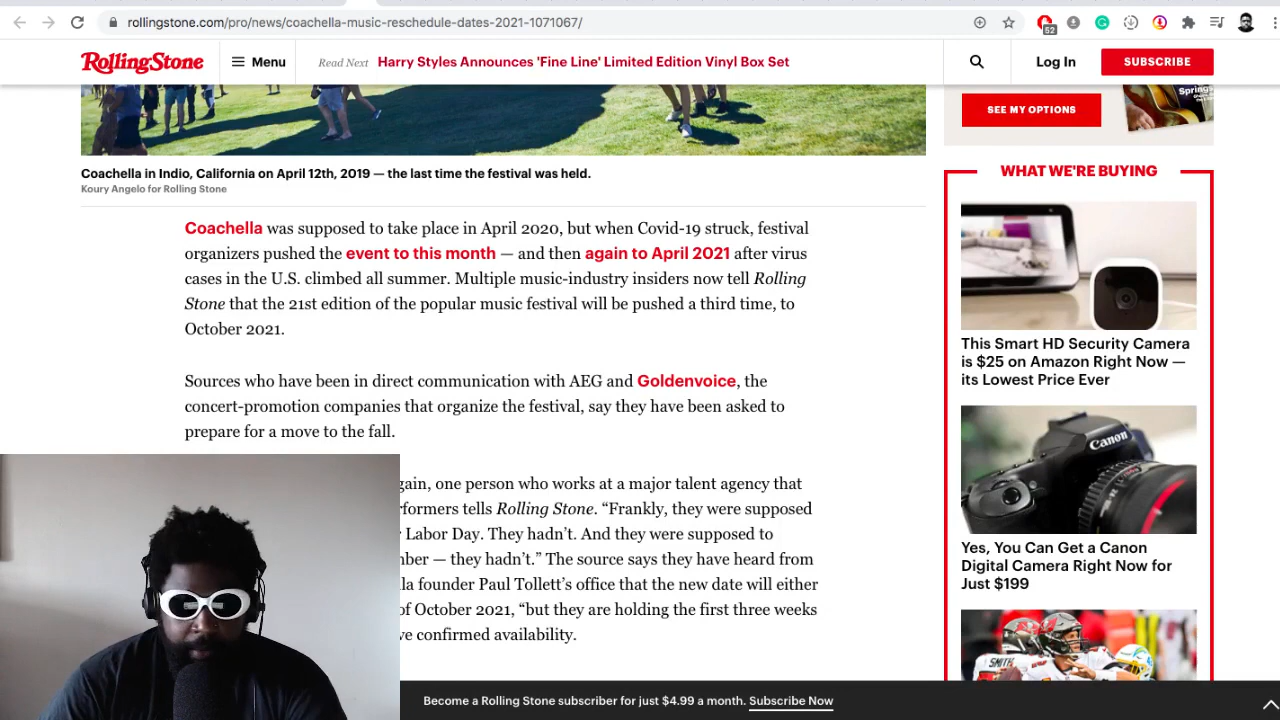 rollingstone.com/pro/news/coachella-music-reschedule-dates-2021-1071067/
52
RollingStone
Menu
Read Next Harry Styles Announces 'Fine Line' Limited Edition Vinyl Box Set
Log In
SUBSCRIBE
SEE MY OPTIONS
Springs
Coachella in Indio, California on April 12th, 2019 — the last time the festival was held.
Koury Angelo for Rolling Stone
Coachella was supposed to take place in April 2020, but when Covid-19 struck, festival
organizers pushed the event to this month — and then again to April 2021 after virus
cases in the U.S. climbed all summer. Multiple music-industry insiders now tell Rolling
Stone that the 21st edition of the popular music festival will be pushed a third time, to
October 2021.
Sources who have been in direct communication with AEG and Goldenvoice, the
concert-promotion companies that organize the festival, say they have been asked to
prepare for a move to the fall.
gain, one person who works at a major talent agency that
formers tells Rolling Stone. “Frankly, they were supposed
r Labor Day. They hadn’t. And they were supposed to
nber — they hadn’t.” The source says they have heard from
la founder Paul Tollett’s office that the new date will either
of October 2021, “but they are holding the first three weeks
ve confirmed availability.
WHAT WE'RE BUYING
This Smart HD Security Camera
is $25 on Amazon Right Now —
its Lowest Price Ever
Canon
Yes, You Can Get a Canon
Digital Camera Right Now for
Just $199
SMITH
Become a Rolling Stone subscriber for just $4.99 a month. Subscribe Now